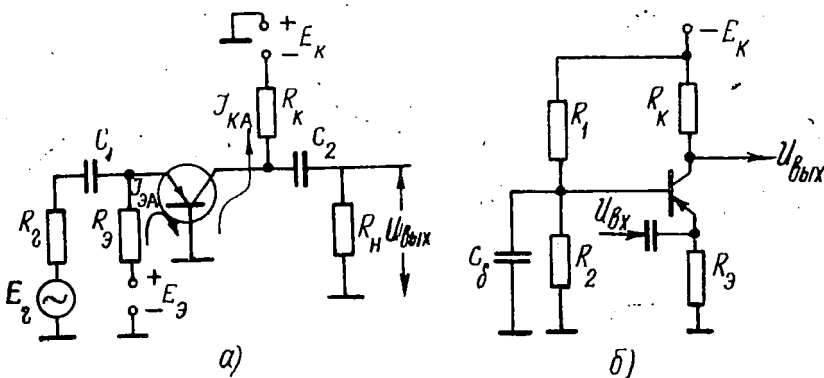 +
− E_к
J_КА
R_к
C_1
C_2
J_ЭА
R_г
R_Э
R_н
U_вых
E_г
+
− E_Э
а)
− E_к
R_1
R_к
U_вых
U_вх
C_б
R_2
R_Э
б)